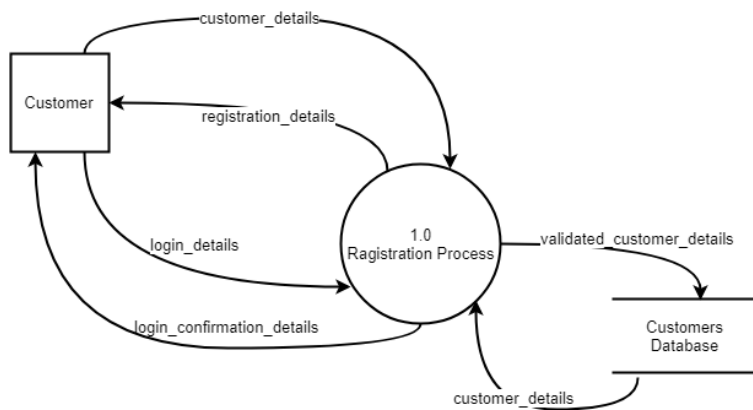 customer_details
Customer
registration_details
1.0
Ragistration Process
login_details
validated_customer_details
login_confirmation_details
Customers
Database
customer_details